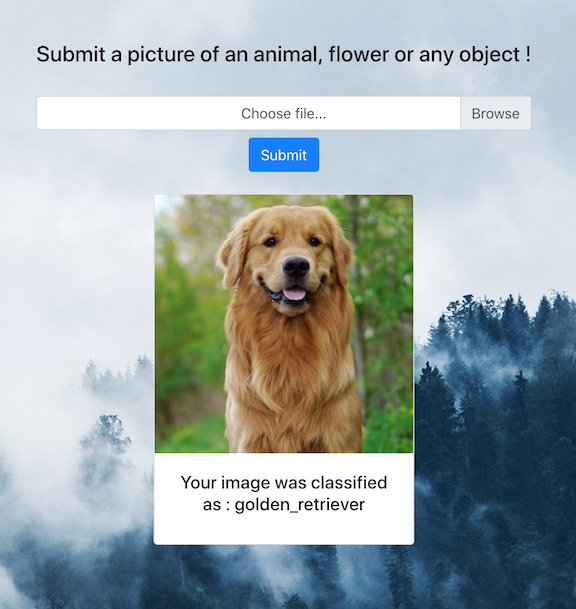 Submit a picture of an animal, flower or any object !
Choose file...
Browse
Submit
Your image was classified
as : golden_retriever